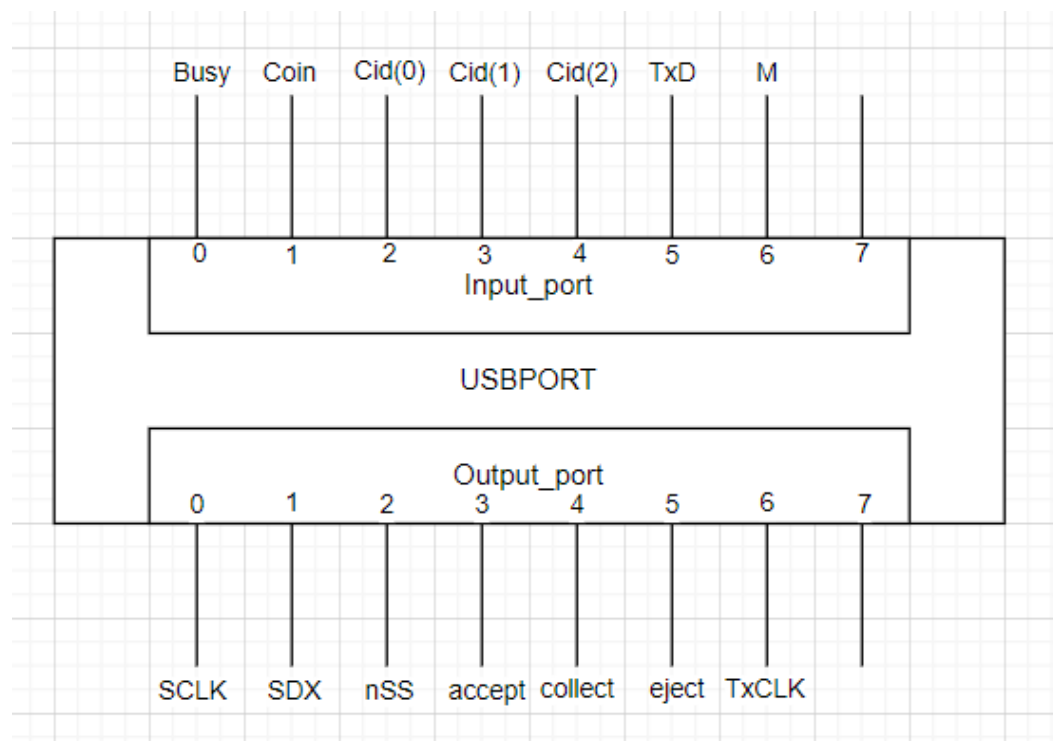 Busy Coin Cid(0) Cid(1) Cid(2) TxD M
0 1 2 3 4 5 6 7
Input_port
USBPORT
Output_port
0 1 2 3 4 5 6 7
SCLK SDX nSS accept collect eject TxCLK